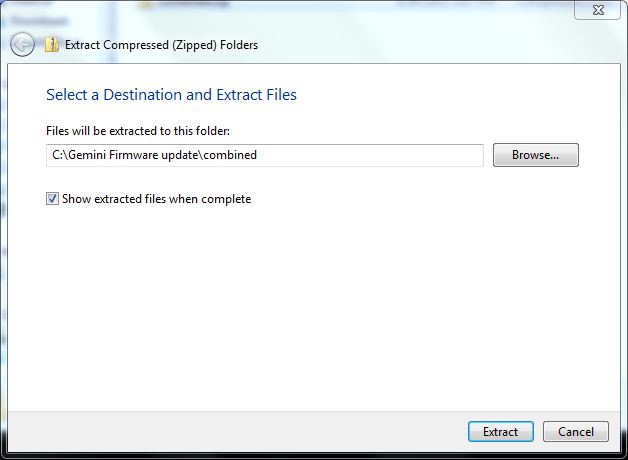 Extract Compressed (Zipped) Folders
Select a Destination and Extract Files
Files will be extracted to this folder:
C:\Gemini Firmware update\combined
Browse...
Show extracted files when complete
Extract
Cancel